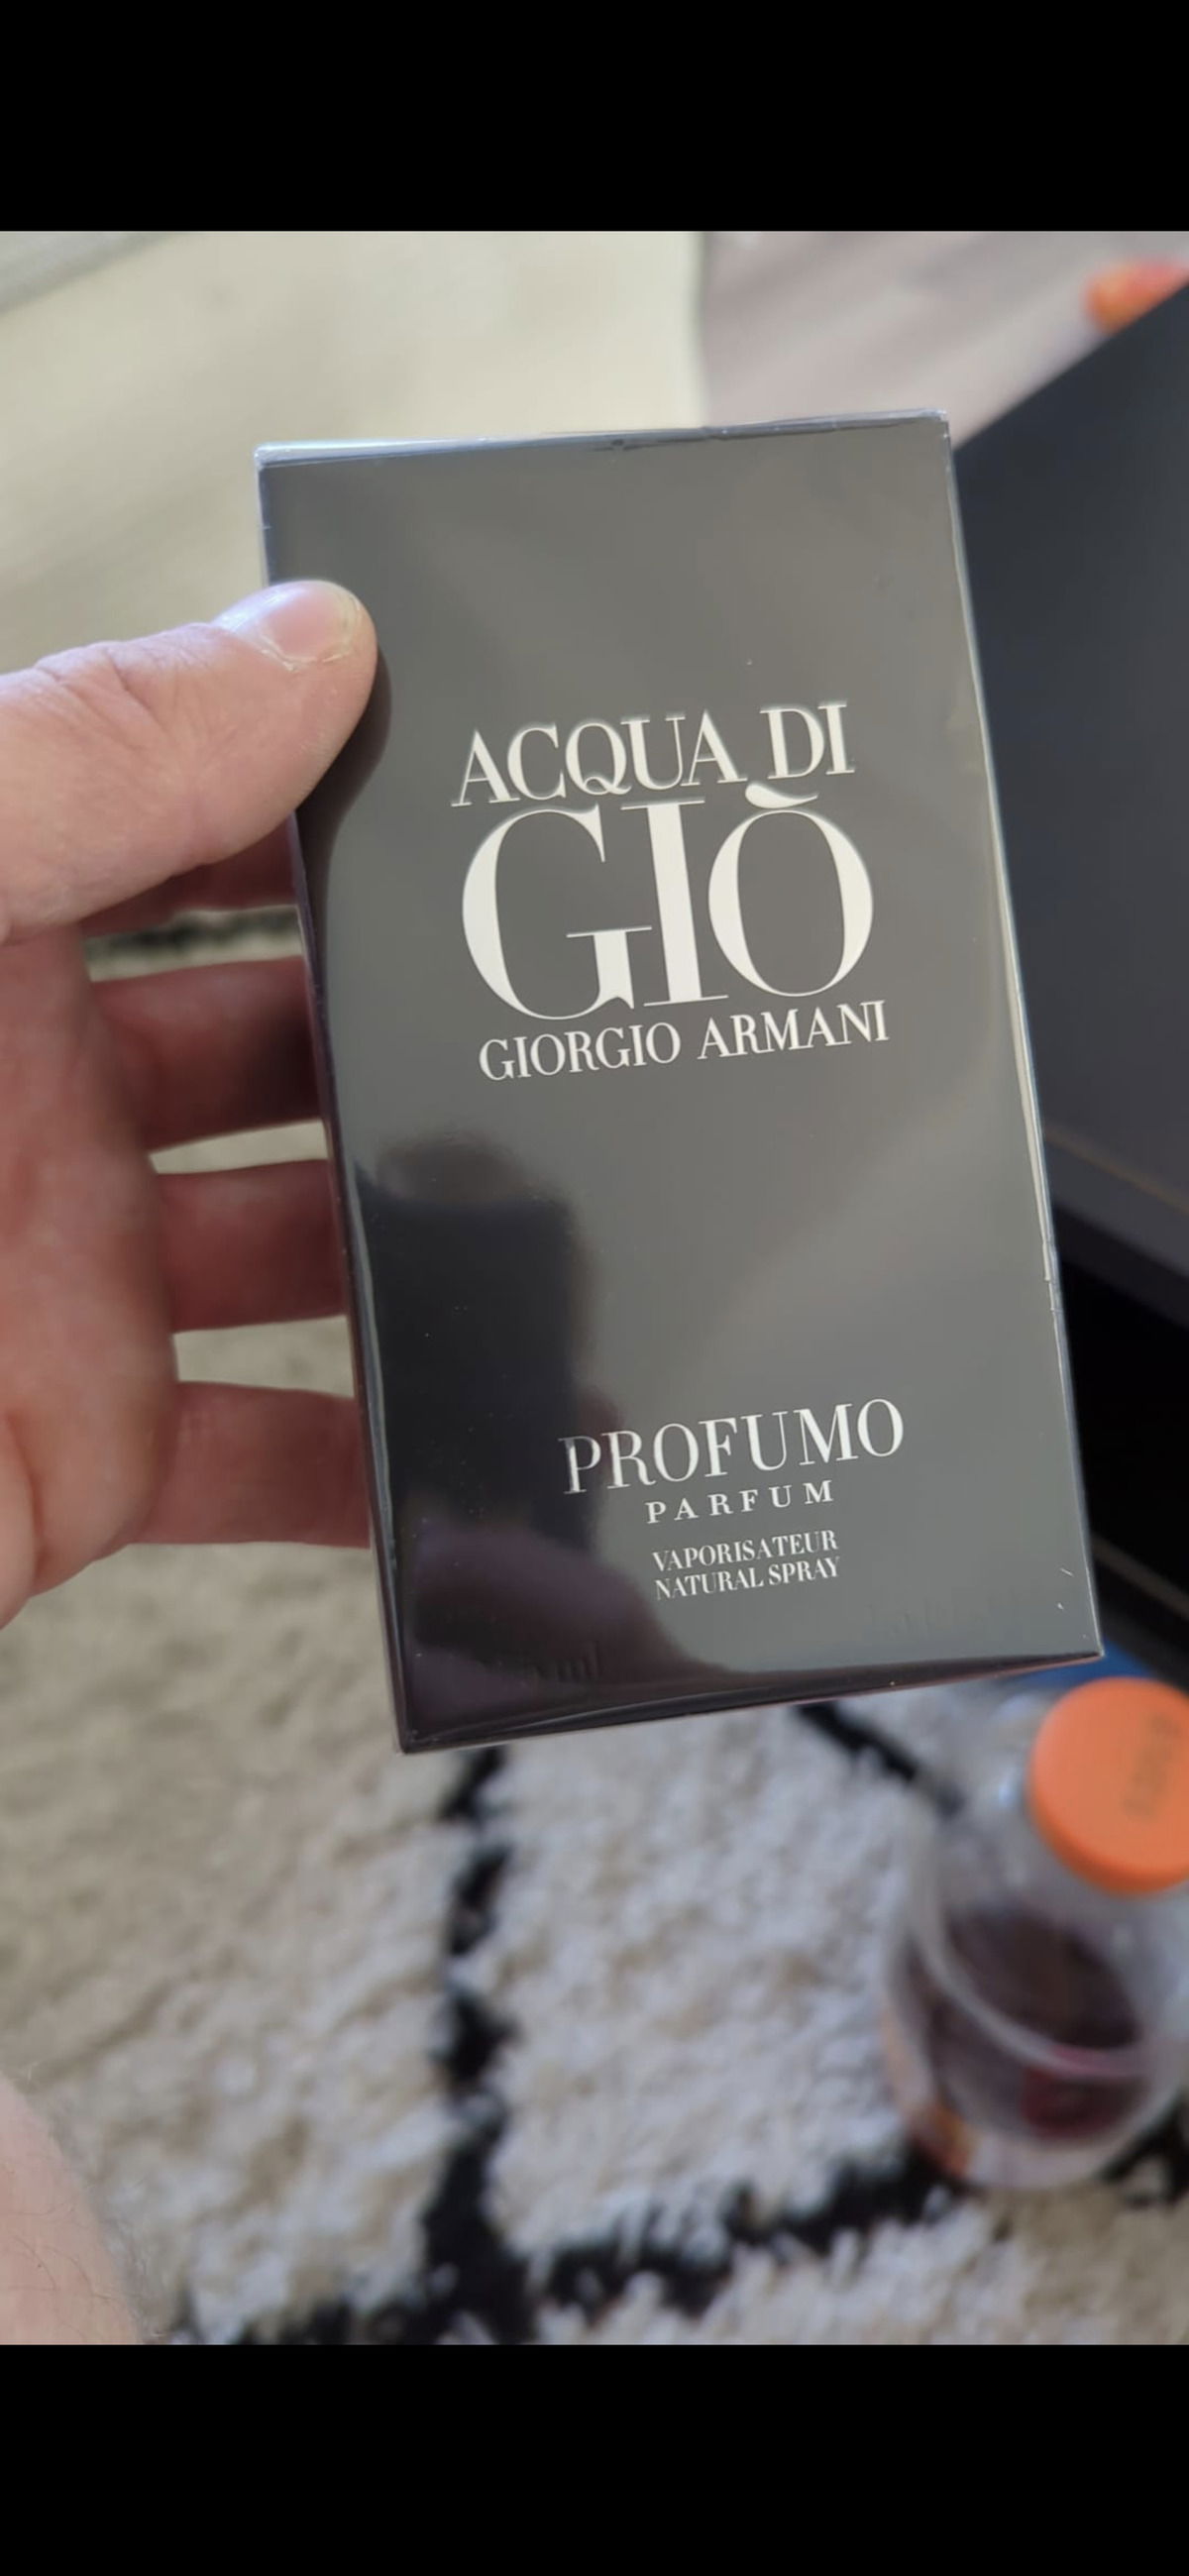 ACQUA DI
GIÒ
GIORGIO ARMANI
PROFUMO
PARFUM
VAPORISATEUR
NATURAL SPRAY